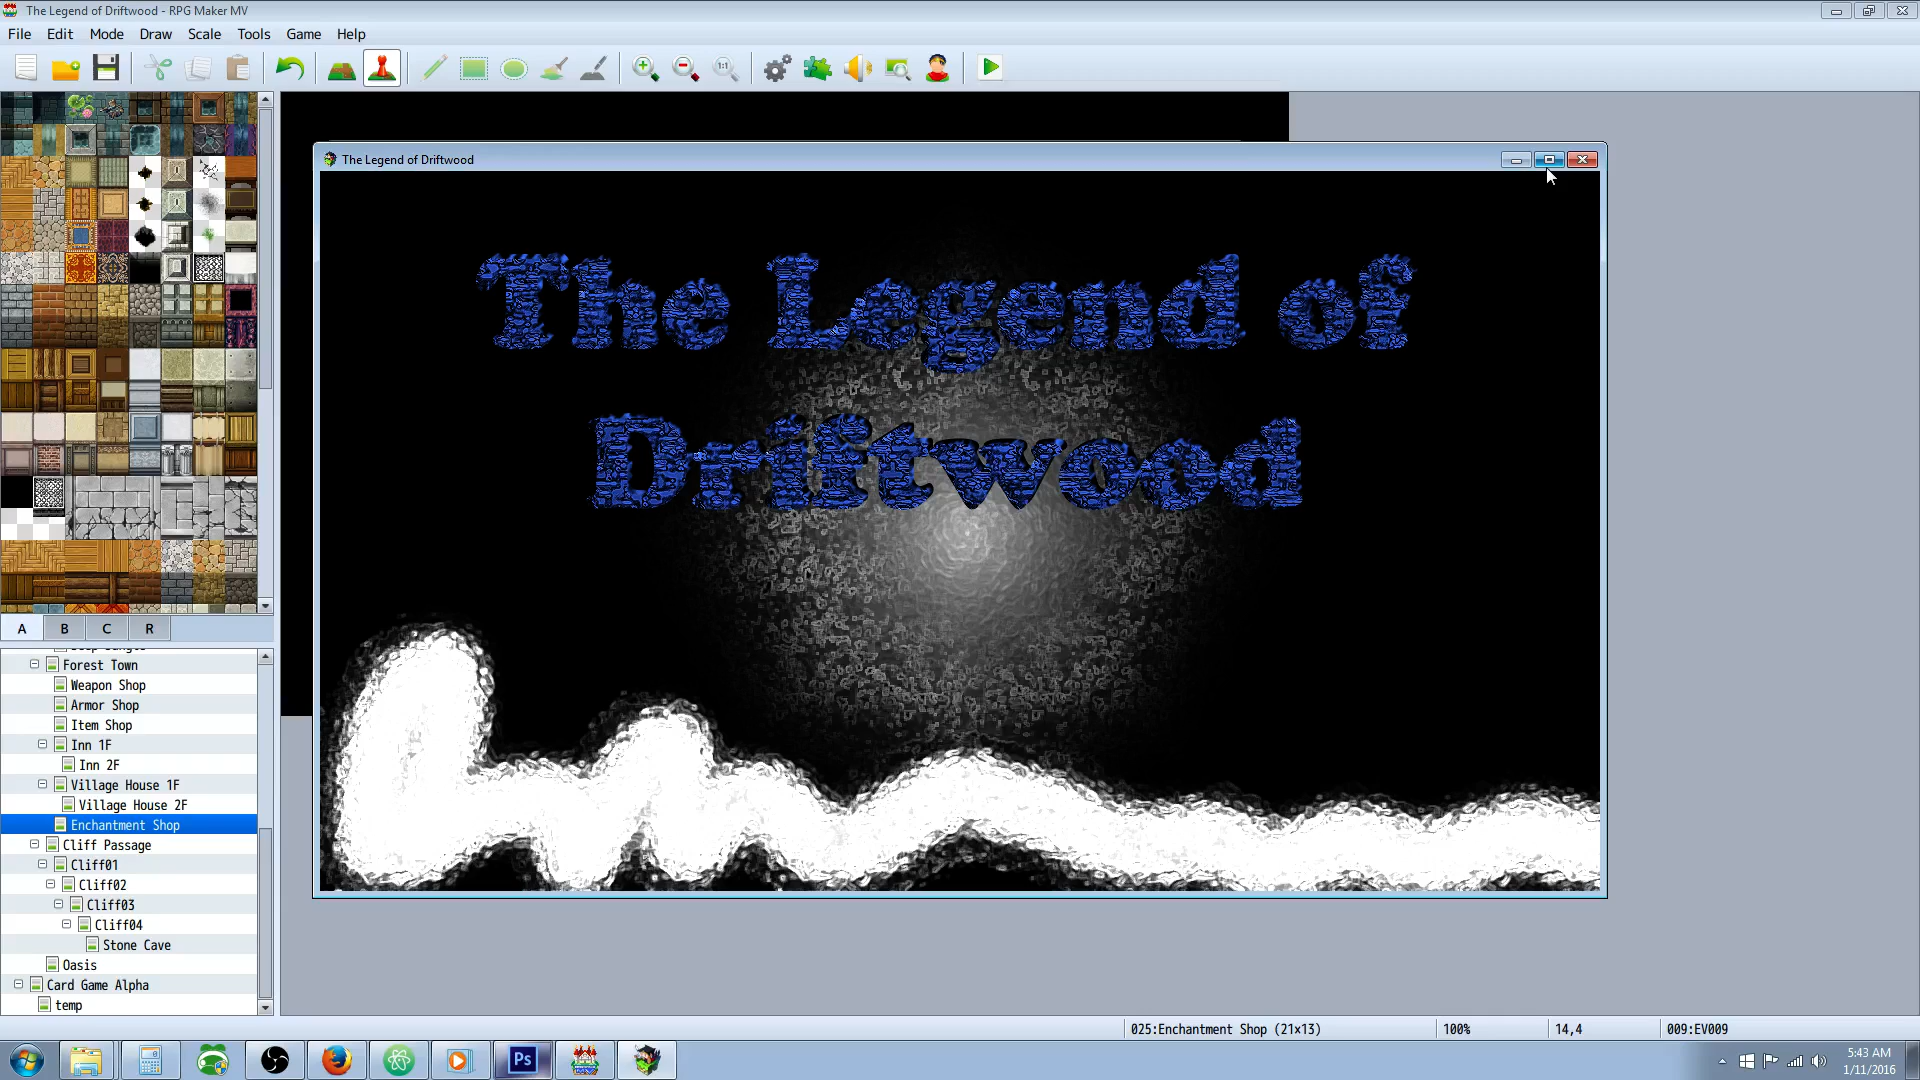 The Legend of Driftwood - RPG Maker MV
File Edit Mode Draw Scale Tools Game Help
1:1
The Legend of Driftwood
The Legend of
Driftwood
A B C R
Forest Town
Weapon Shop
Armor Shop
Item Shop
Inn 1F
Inn 2F
Village House 1F
Village House 2F
Enchantment Shop
Cliff Passage
Cliff01
Cliff02
Cliff03
Cliff04
Stone Cave
Oasis
Card Game Alpha
temp
025:Enchantment Shop (21x13) 100% 14,4 009:EV009
Ps
5:43 AM
1/11/2016